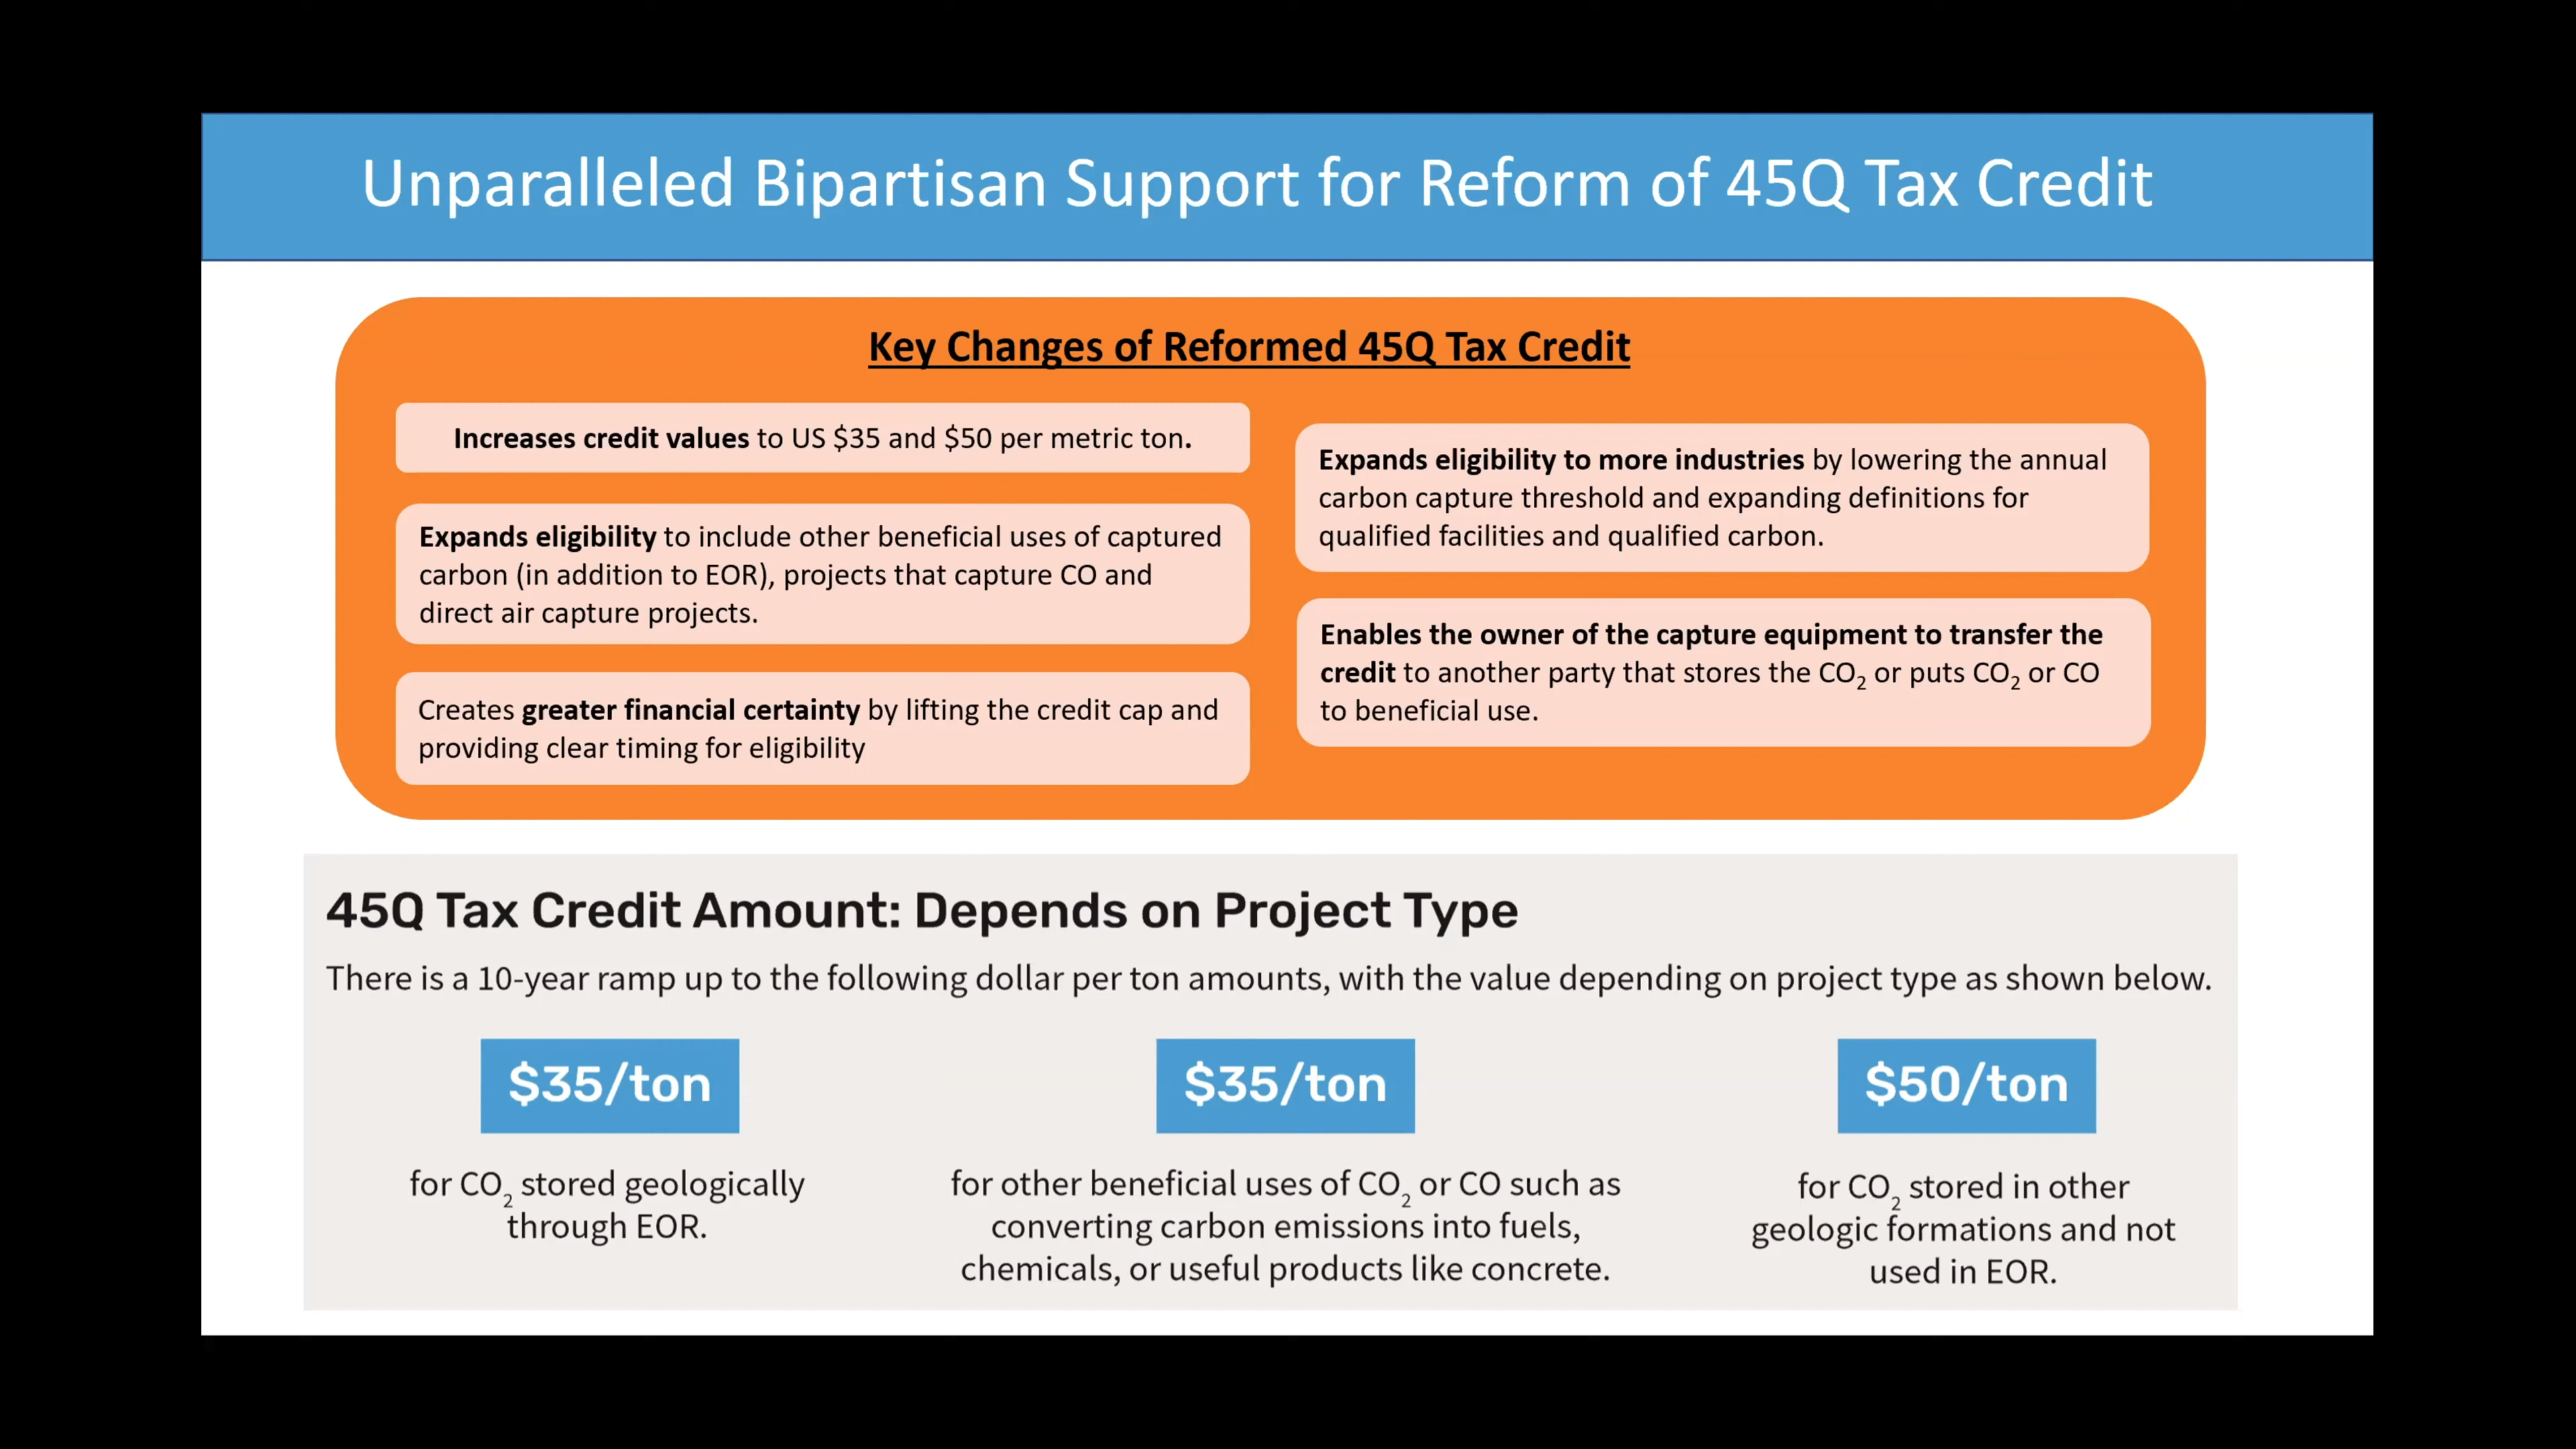 Unparalleled Bipartisan Support for Reform of 45Q Tax Credit
Key Changes of Reformed 45Q Tax Credit
Increases credit values to US $35 and $50 per metric ton.
Expands eligibility to include other beneficial uses of captured
carbon (in addition to EOR), projects that capture CO and
direct air capture projects.
Creates greater financial certainty by lifting the credit cap and
providing clear timing for eligibility
Expands eligibility to more industries by lowering the annual
carbon capture threshold and expanding definitions for
qualified facilities and qualified carbon.
Enables the owner of the capture equipment to transfer the
credit to another party that stores the CO₂ or puts CO₂ or CO
to beneficial use.
45Q Tax Credit Amount: Depends on Project Type
There is a 10-year ramp up to the following dollar per ton amounts, with the value depending on project type as shown below.
$35/ton
for CO₂ stored geologically
through EOR.
$35/ton
for other beneficial uses of CO₂ or CO such as
converting carbon emissions into fuels,
chemicals, or useful products like concrete.
$50/ton
for CO₂ stored in other
geologic formations and not
used in EOR.